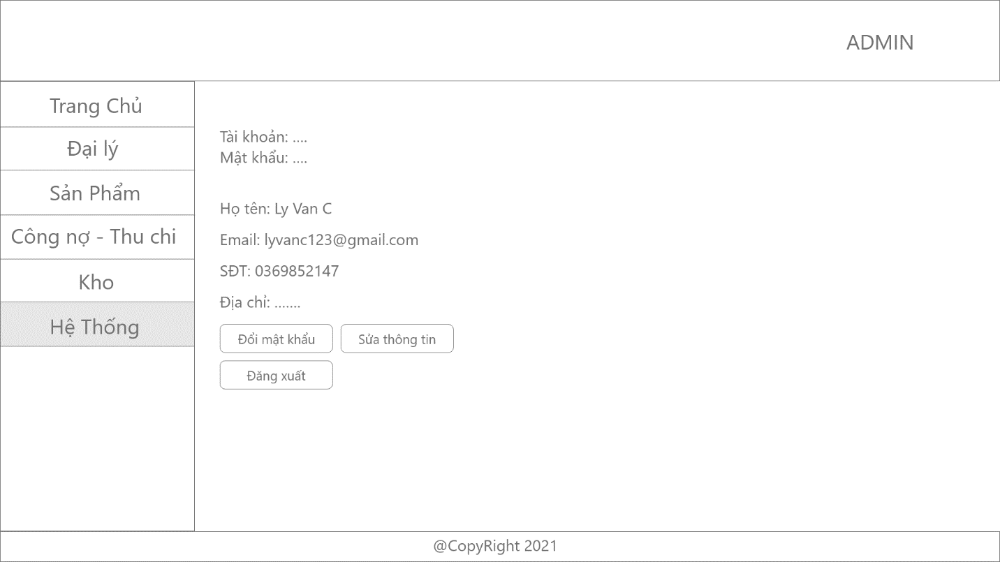 ADMIN
Trang Chủ
Đại lý
Sản Phẩm
Công nợ - Thu chi
Kho
Hệ Thống
Tài khoản: ....
Mật khẩu: ....
Họ tên: Ly Van C
Email: lyvanc123@gmail.com
SĐT: 0369852147
Địa chỉ: .......
Đổi mật khẩu
Sửa thông tin
Đăng xuất
@CopyRight 2021